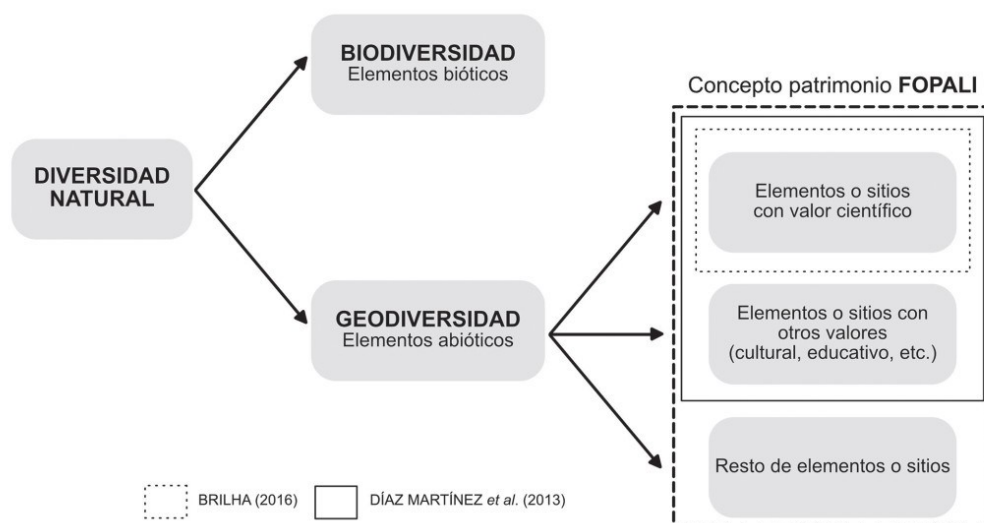 BIODIVERSIDAD
Elementos bióticos
Concepto patrimonio FOPALI
DIVERSIDAD
NATURAL
Elementos o sitios
con valor científico
GEODIVERSIDAD
Elementos abióticos
Elementos o sitios con
otros valores
(cultural, educativo, etc.)
Resto de elementos o sitios
BRILHA (2016)
DÍAZ MARTÍNEZ et al. (2013)